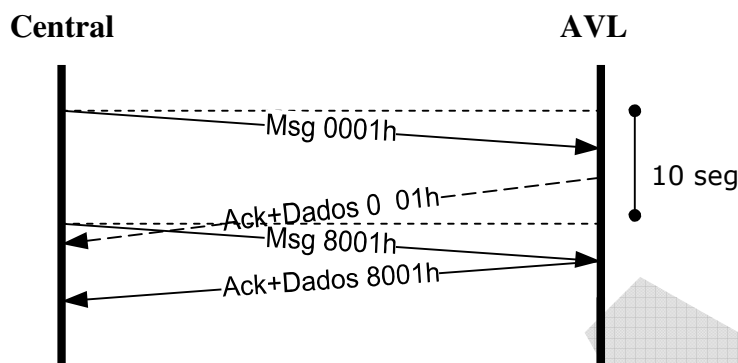 Central
AVL
Msg 0001h
10 seg
Ack+Dados 0 01h
Msg 8001h
Ack+Dados 8001h